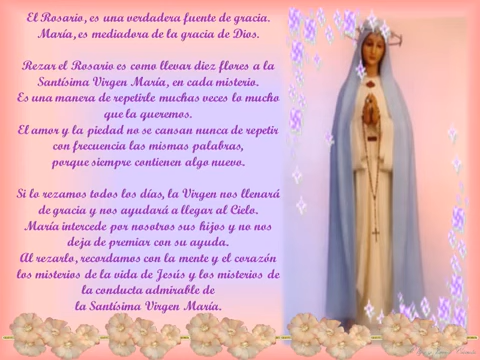 El Rosario, es una verdadera fuente de gracia.
María, es mediadora de la gracia de Dios.
Rezar el Rosario es como llevar diez flores a la
Santísima Virgen María, en cada misterio.
Es una manera de repetirle muchas veces lo mucho
que la queremos.
El amor y la piedad no se cansan nunca de repetir
con frecuencia las mismas palabras,
porque siempre contienen algo nuevo.
Si lo rezamos todos los días, la Virgen nos llenará
de gracia y nos ayudará a llegar al Cielo.
María intercede por nosotros sus hijos y no nos
deja de premiar con su ayuda.
Al rezarlo, recordamos con la mente y el corazón
los misterios de la vida de Jesús y los misterios de
la conducta admirable de
la Santísima Virgen María.